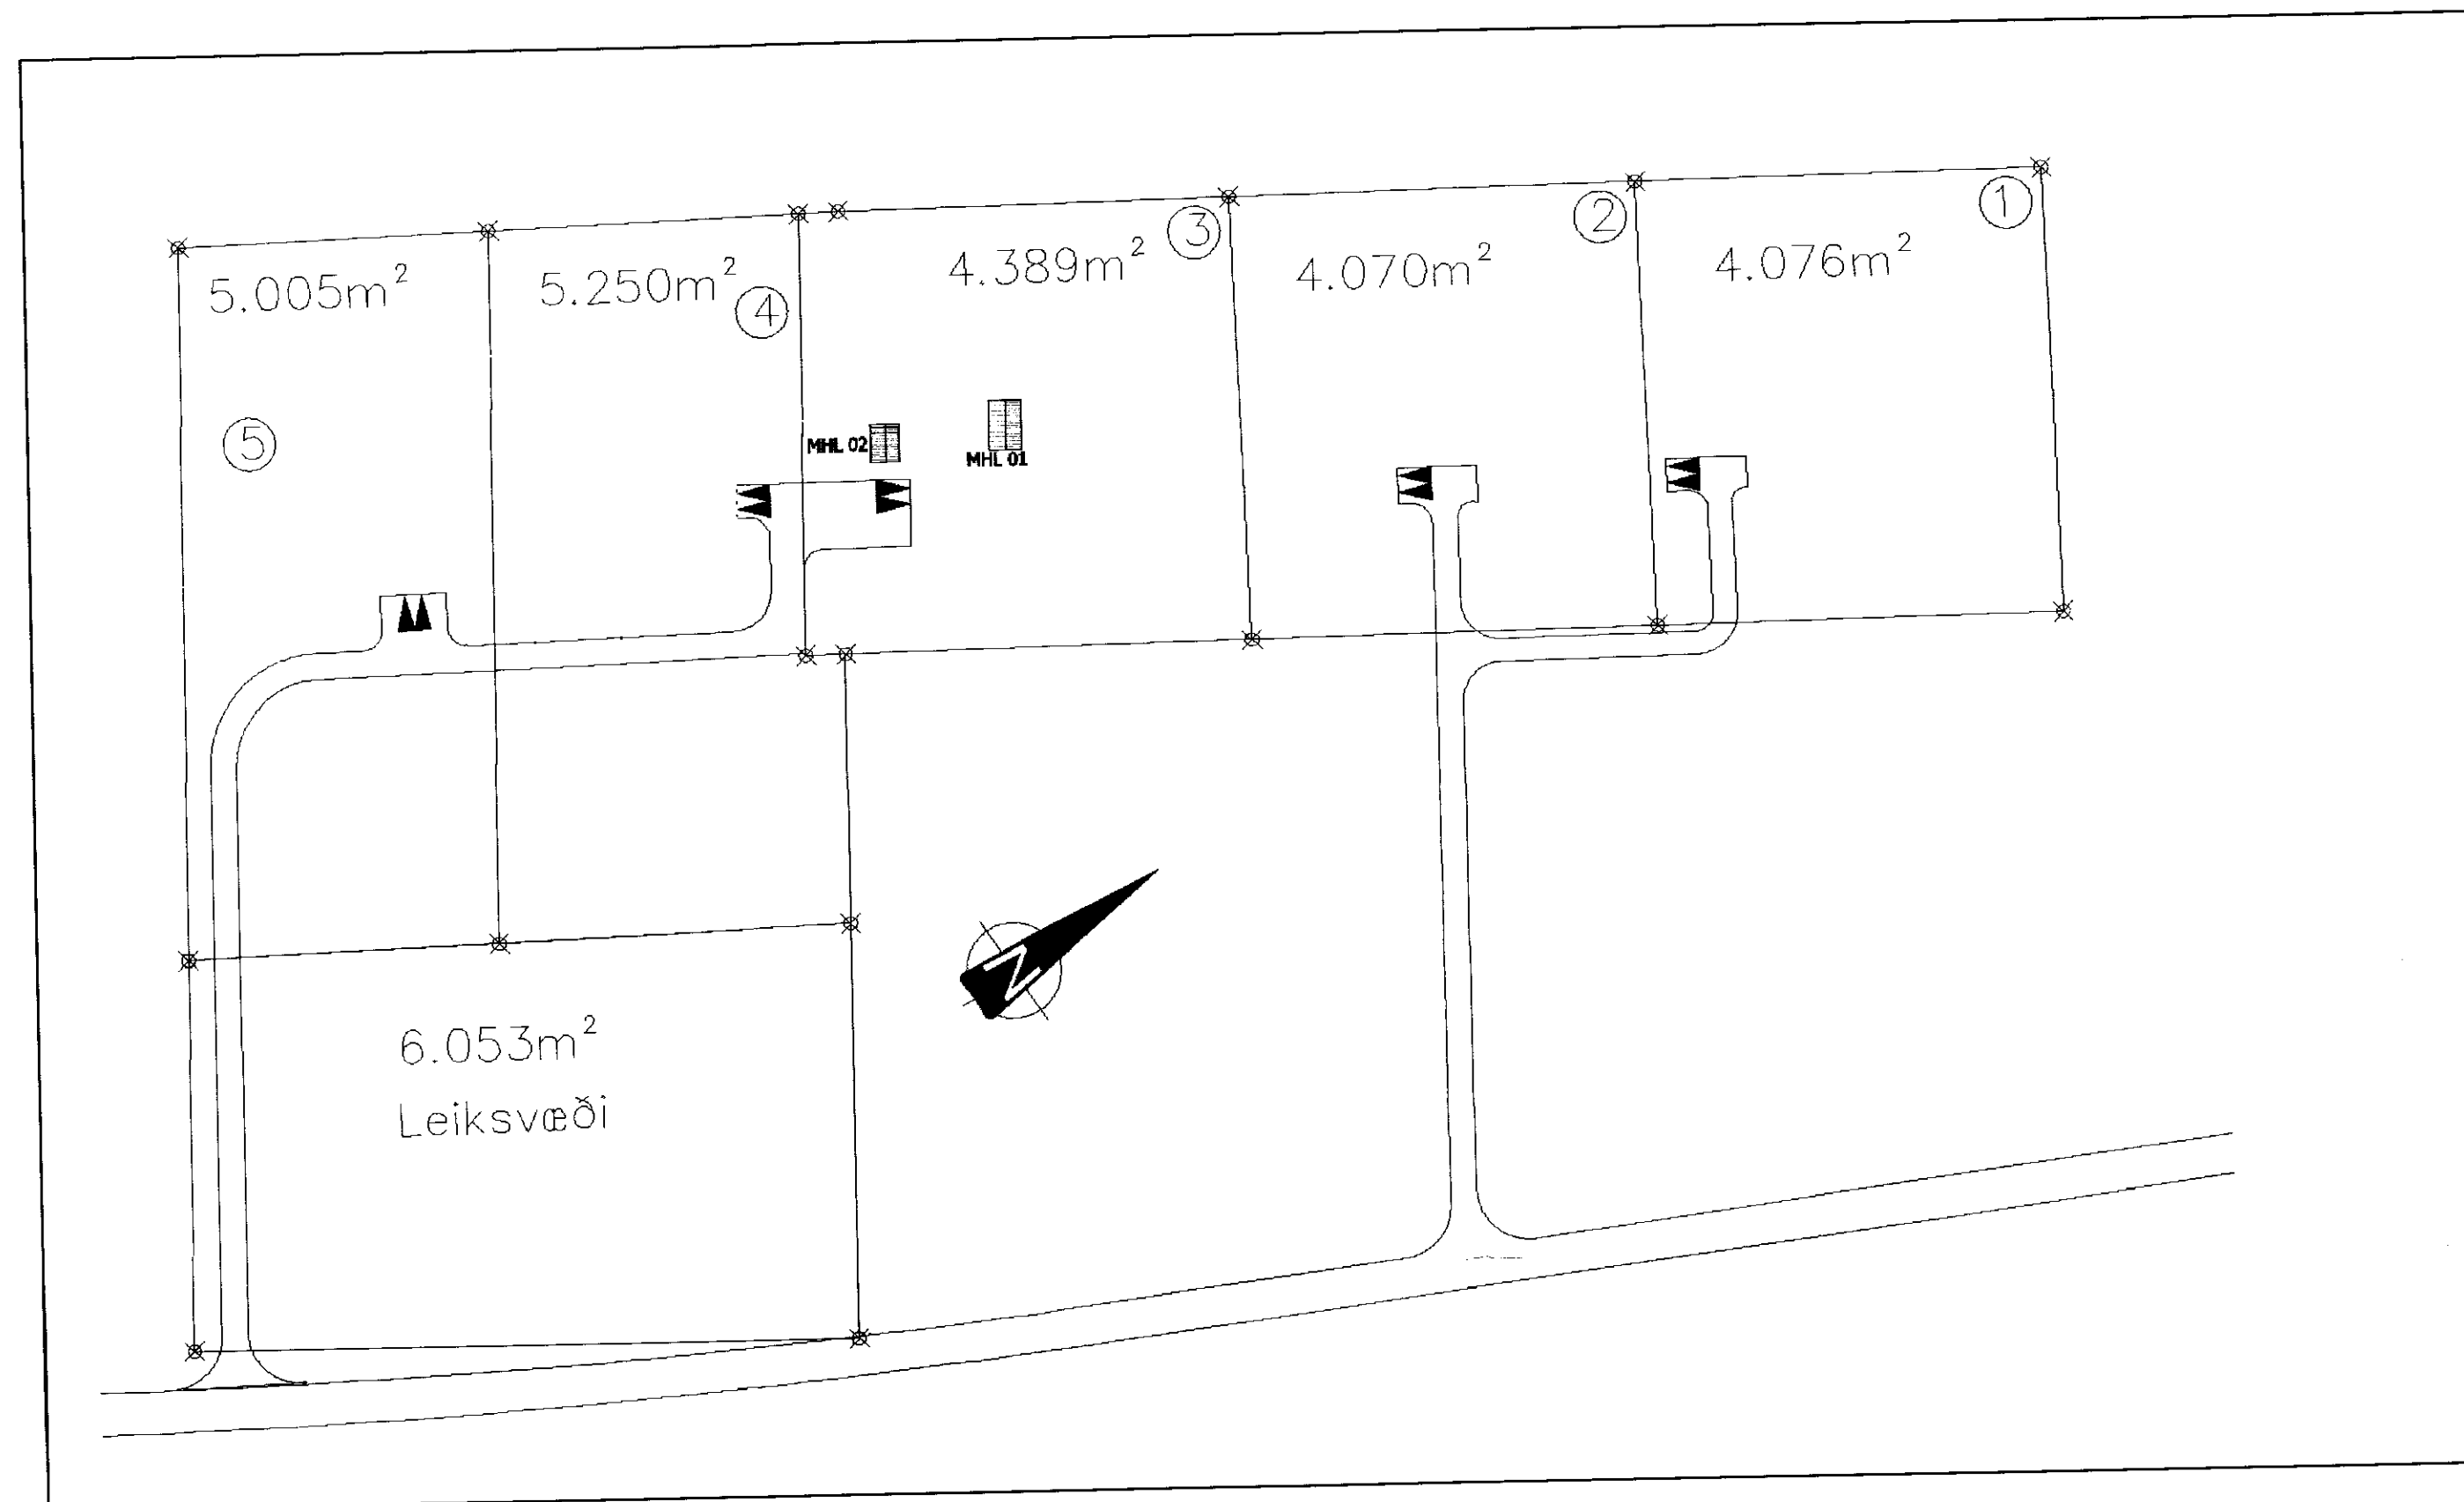 5.005m²
5.250m²
4
4.389m²
3
4.070m²
2
4.076m²
1
5
MHL 02
MHL 01
N
6.053m²
Leiksvæði